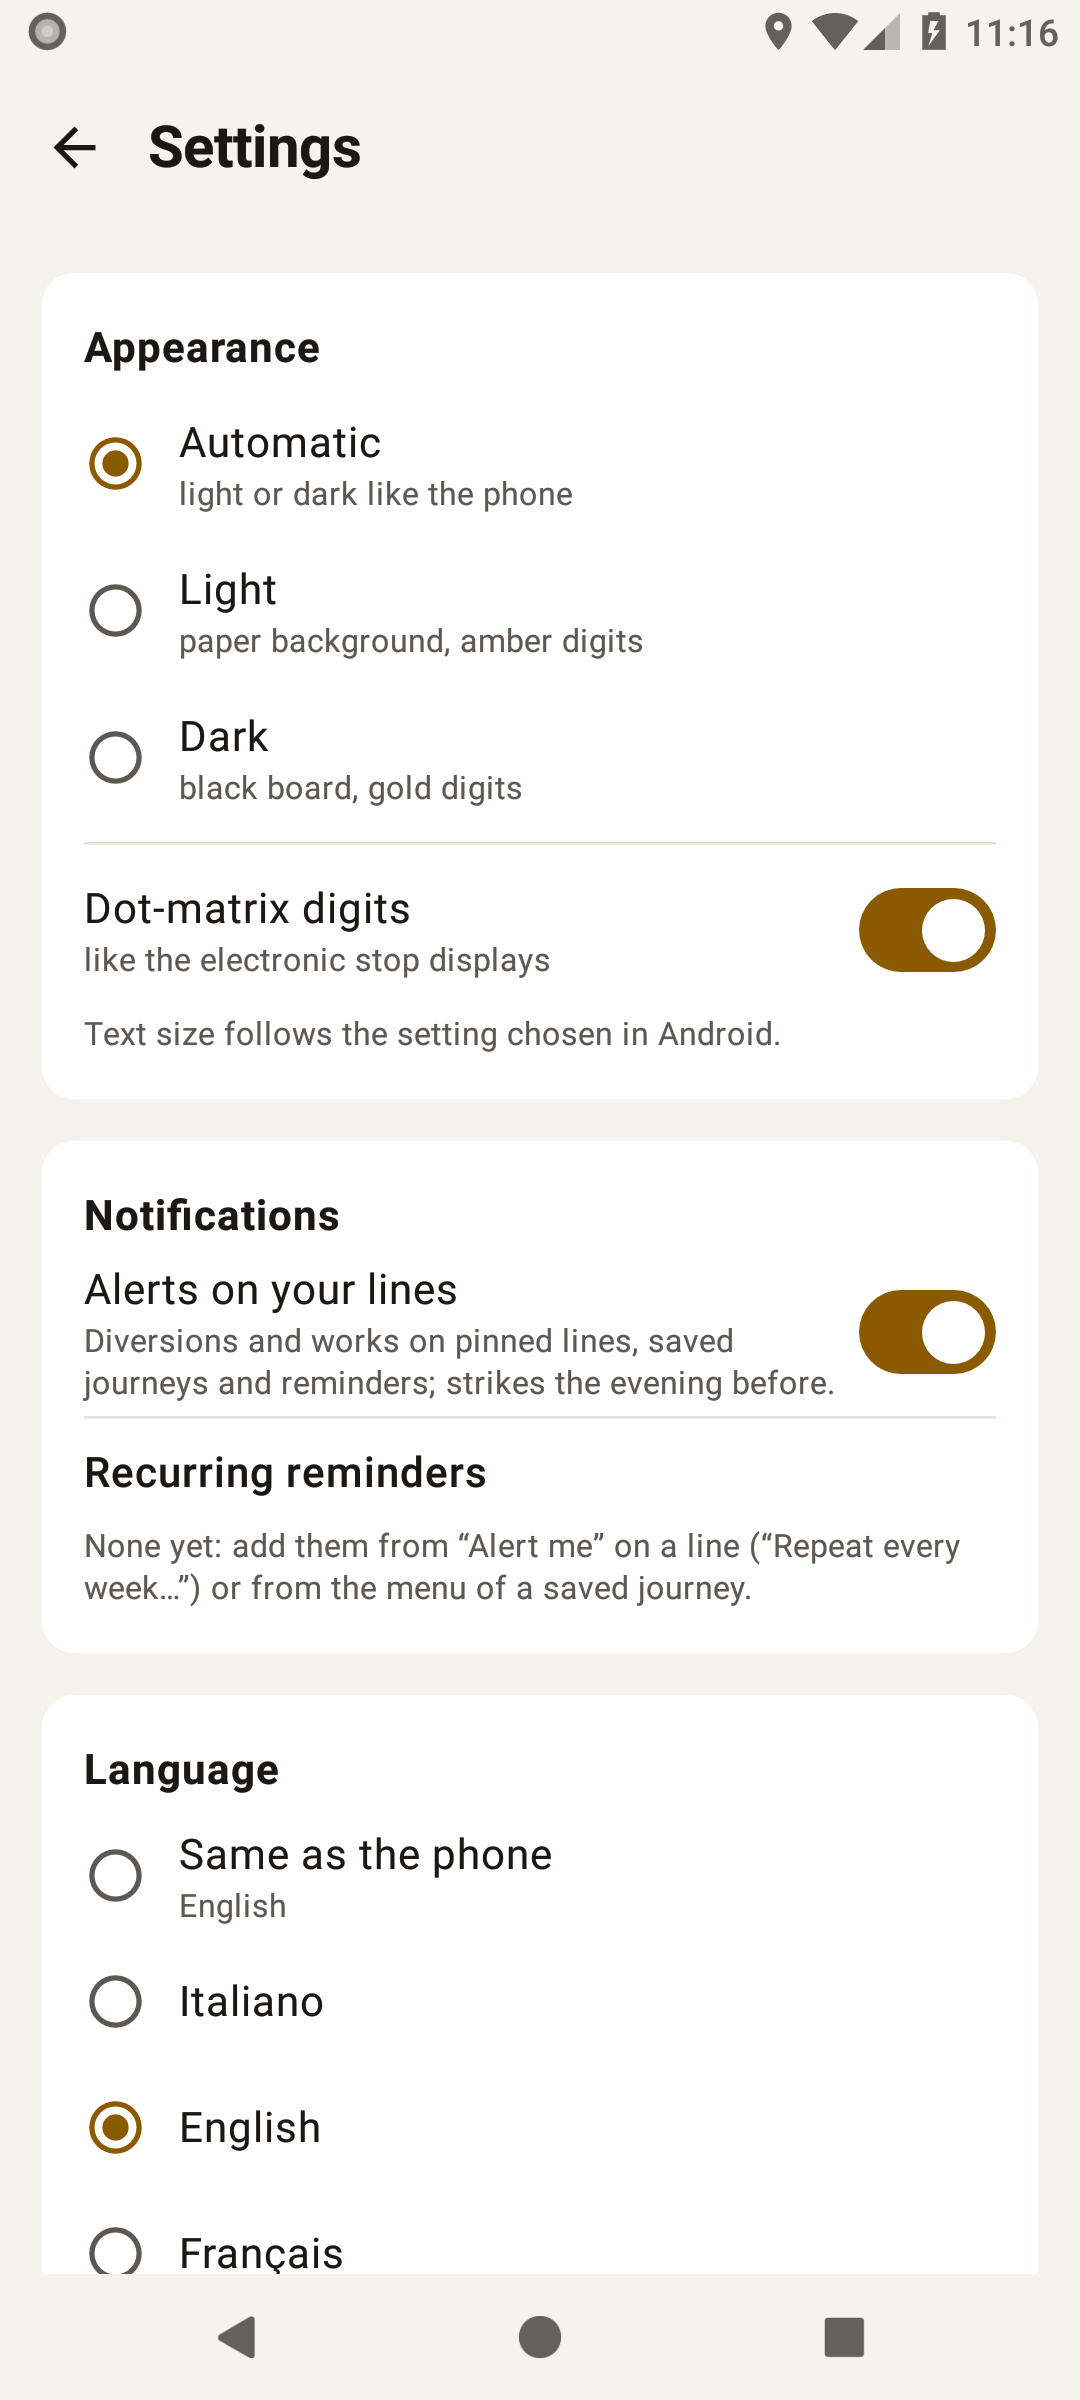 11:16
Settings
Appearance
Automatic
light or dark like the phone
Light
paper background, amber digits
Dark
black board, gold digits
Dot-matrix digits
like the electronic stop displays
Text size follows the setting chosen in Android.
Notifications
Alerts on your lines
Diversions and works on pinned lines, saved
journeys and reminders; strikes the evening before.
Recurring reminders
None yet: add them from “Alert me” on a line (“Repeat every
week…”) or from the menu of a saved journey.
Language
Same as the phone
English
Italiano
English
Français